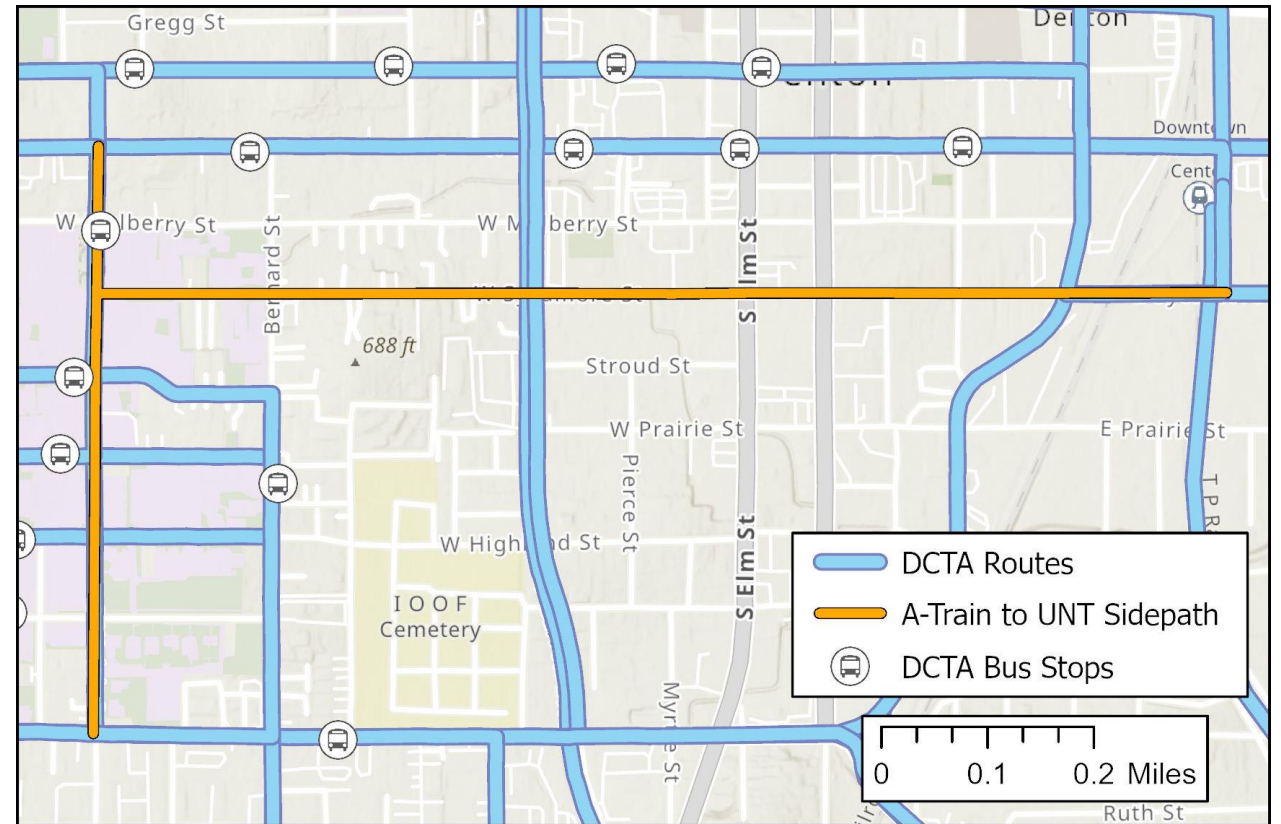 Gregg St
Denton
Downtown
Cent
W Mulberry St
W Mulberry St
Bernard St
S Elm St
688 ft
Stroud St
W Prairie St
E Prairie St
Pierce St
T P R
W Highland St
S Elm St
I O O F
Cemetery
Myrtle St
Ruth St
DCTA Routes
A-Train to UNT Sidepath
DCTA Bus Stops
0 0.1 0.2 Miles